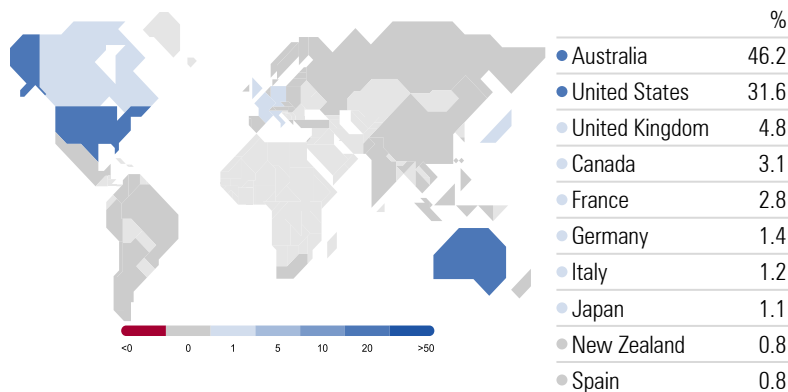 %
Australia 46.2
United States 31.6
United Kingdom 4.8
Canada 3.1
France 2.8
Germany 1.4
Italy 1.2
Japan 1.1
New Zealand 0.8
Spain 0.8
<0 0 1 5 10 20 >50